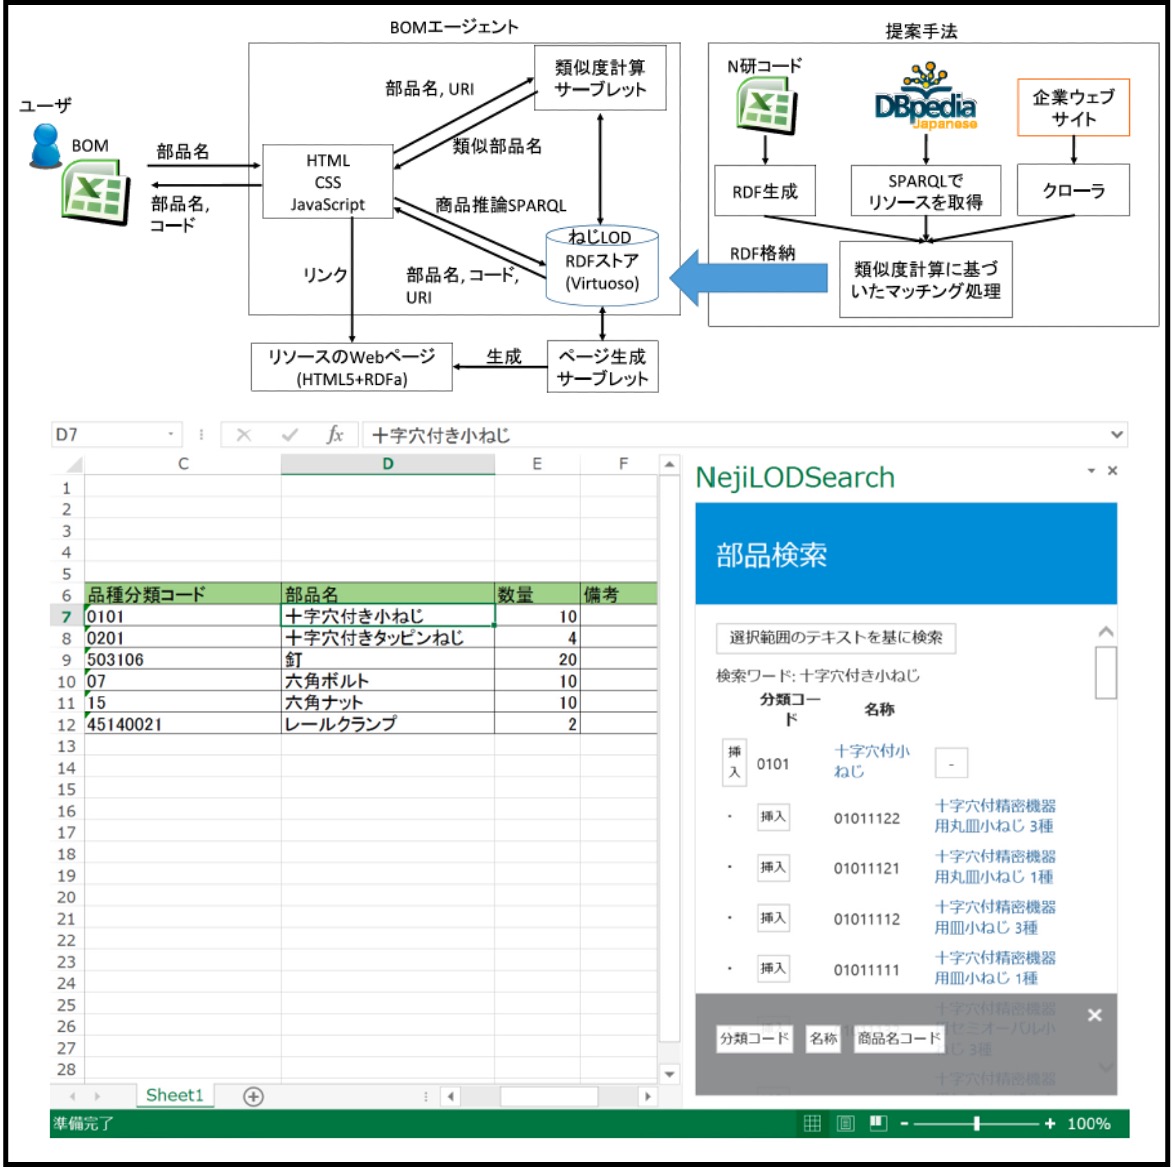 BOMエージェント
提案手法
ユーザ
BOM
部品名
部品名,
コード
HTML
CSS
JavaScript
部品名, URI
類似部品名
類似度計算
サーブレット
商品推論SPARQL
部品名, コード,
URI
ねじLOD
RDFストア
(Virtuoso)
リンク
リソースのWebページ
(HTML5+RDFa)
生成
ページ生成
サーブレット
N研コード
DBpedia
Japanese
企業ウェブ
サイト
RDF生成
SPARQLで
リソースを取得
クローラ
RDF格納
類似度計算に基づ
いたマッチング処理
D7
fx
十字穴付き小ねじ
C D E F
1
2
3
4
5
6 品種分類コード 部品名 数量 備考
7 0101 十字穴付き小ねじ 10
8 0201 十字穴付きタッピンねじ 4
9 503106 釘 20
10 07 六角ボルト 10
11 15 六角ナット 10
12 45140021 レールクランプ 2
13
14
15
16
17
18
19
20
21
22
23
24
25
26
27
28
Sheet1
準備完了
100%
NejiLODSearch
部品検索
選択範囲のテキストを基に検索
検索ワード: 十字穴付き小ねじ
分類コー
ド
名称
挿
入
0101
十字穴付小
ねじ
-
・ 挿入 01011122 十字穴付精密機器
用丸皿小ねじ 3種
・ 挿入 01011121 十字穴付精密機器
用丸皿小ねじ 1種
・ 挿入 01011112 十字穴付精密機器
用皿小ねじ 3種
・ 挿入 01011111 十字穴付精密機器
用皿小ねじ 1種
十字穴付精密機器
分類コード 名称 商品名コード
十字穴付精密機器